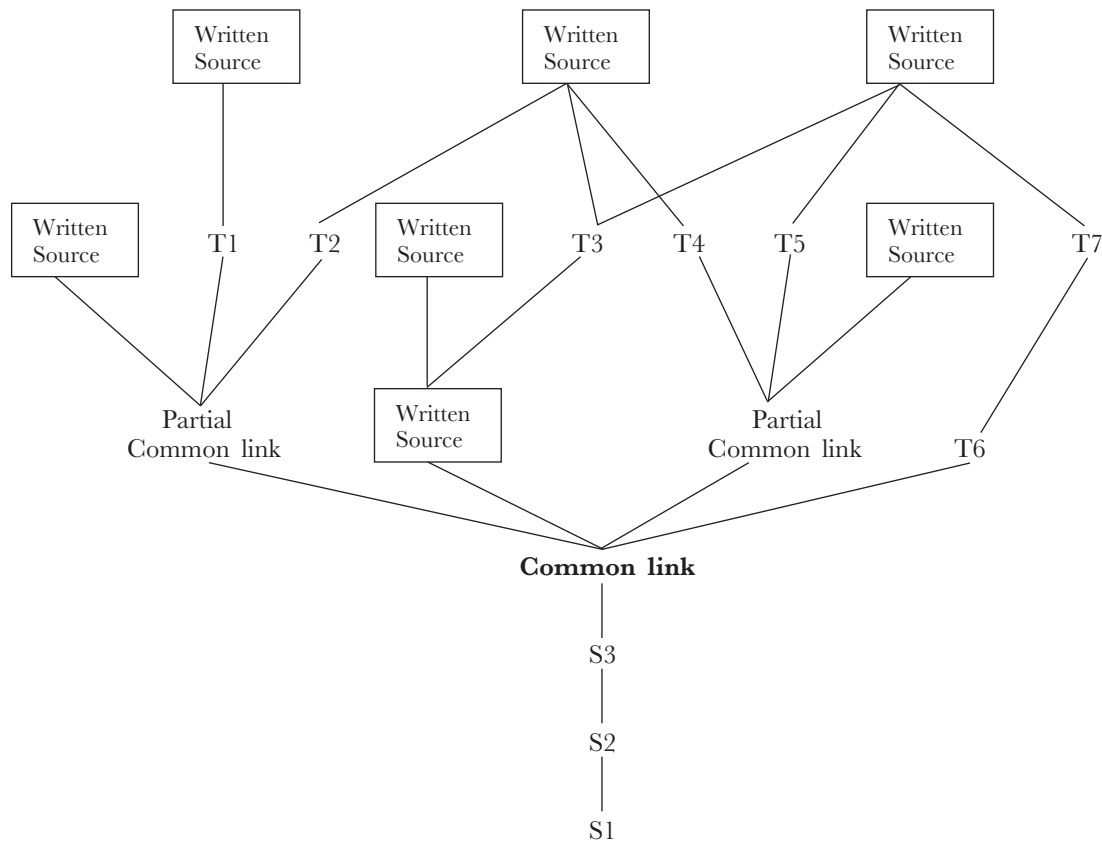 Written
Source
Written
Source
Written
Source
Written
Source
T1
T2
Written
Source
T3
T4
T5
Written
Source
T7
Partial
Common link
Written
Source
Partial
Common link
T6
Common link
S3
S2
S1